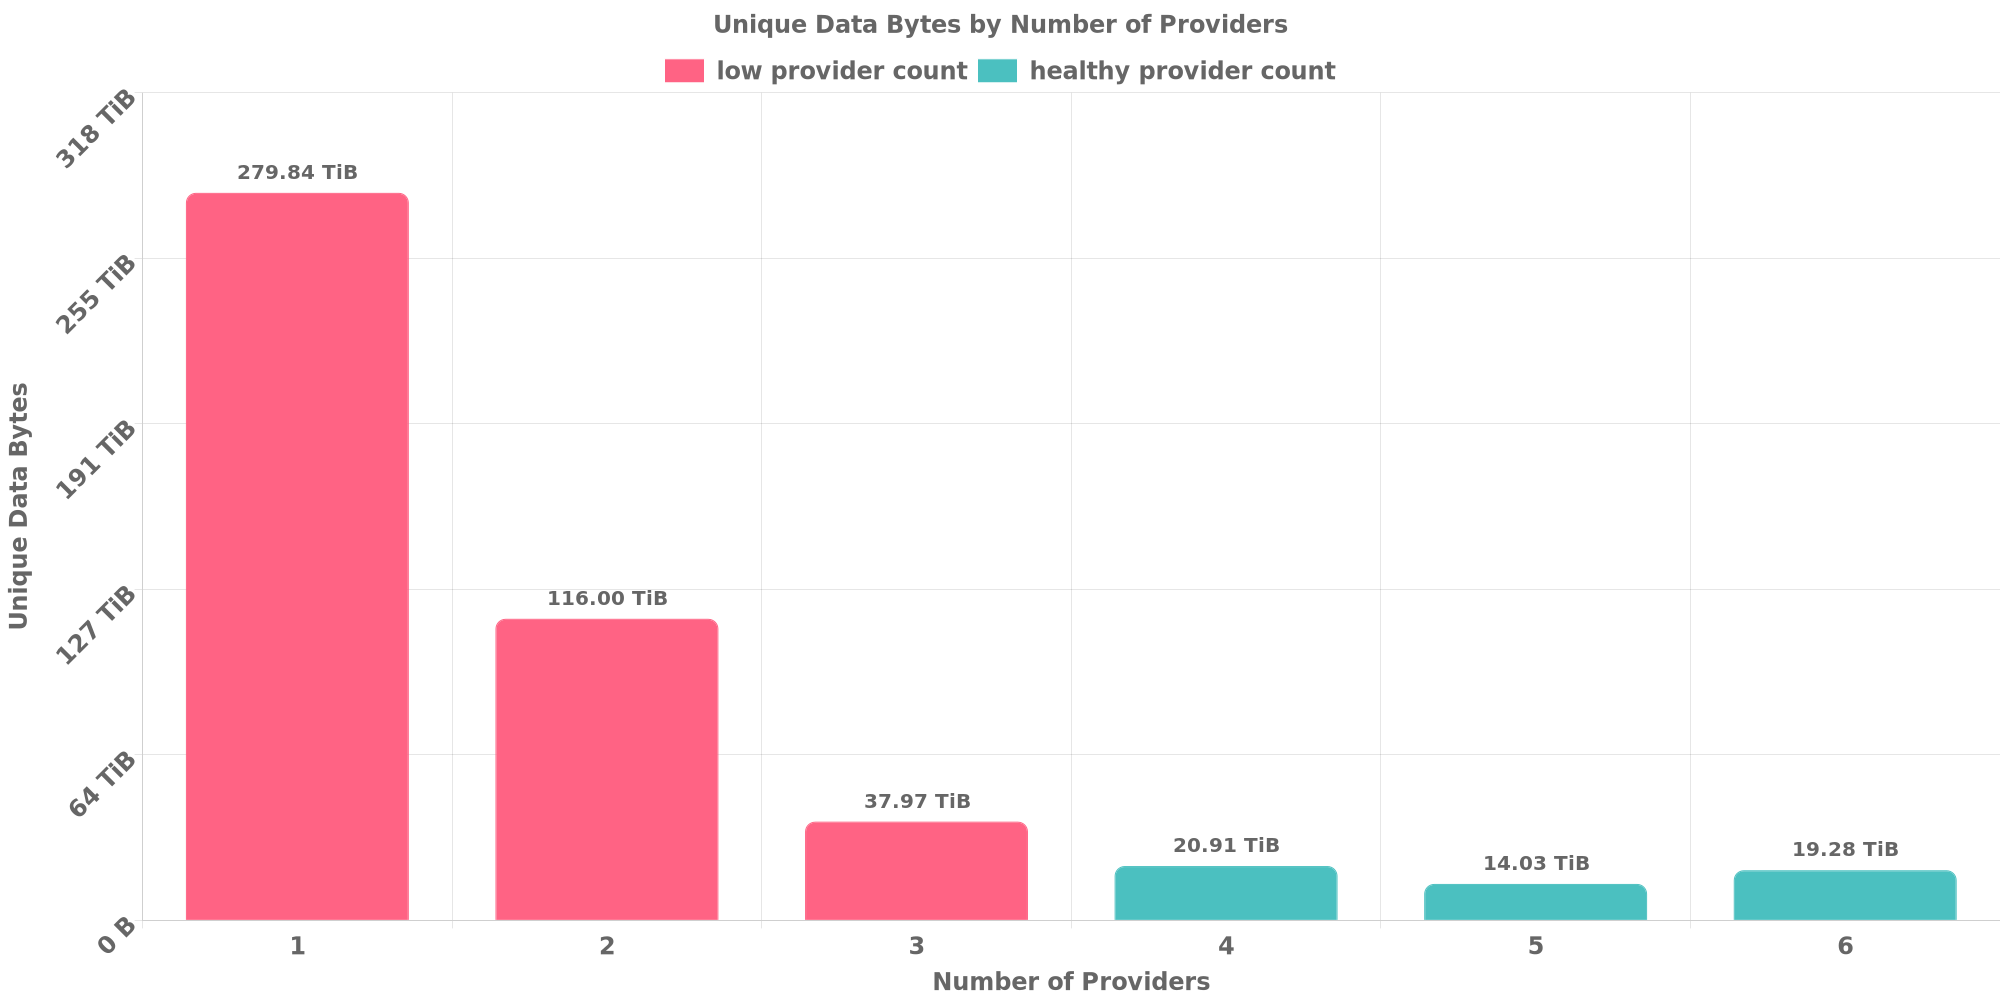 Unique Data Bytes by Number of Providers
low provider count
healthy provider count
318 TiB
255 TiB
191 TiB
127 TiB
64 TiB
0 B
Unique Data Bytes
279.84 TiB
116.00 TiB
37.97 TiB
20.91 TiB
14.03 TiB
19.28 TiB
1
2
3
4
5
6
Number of Providers